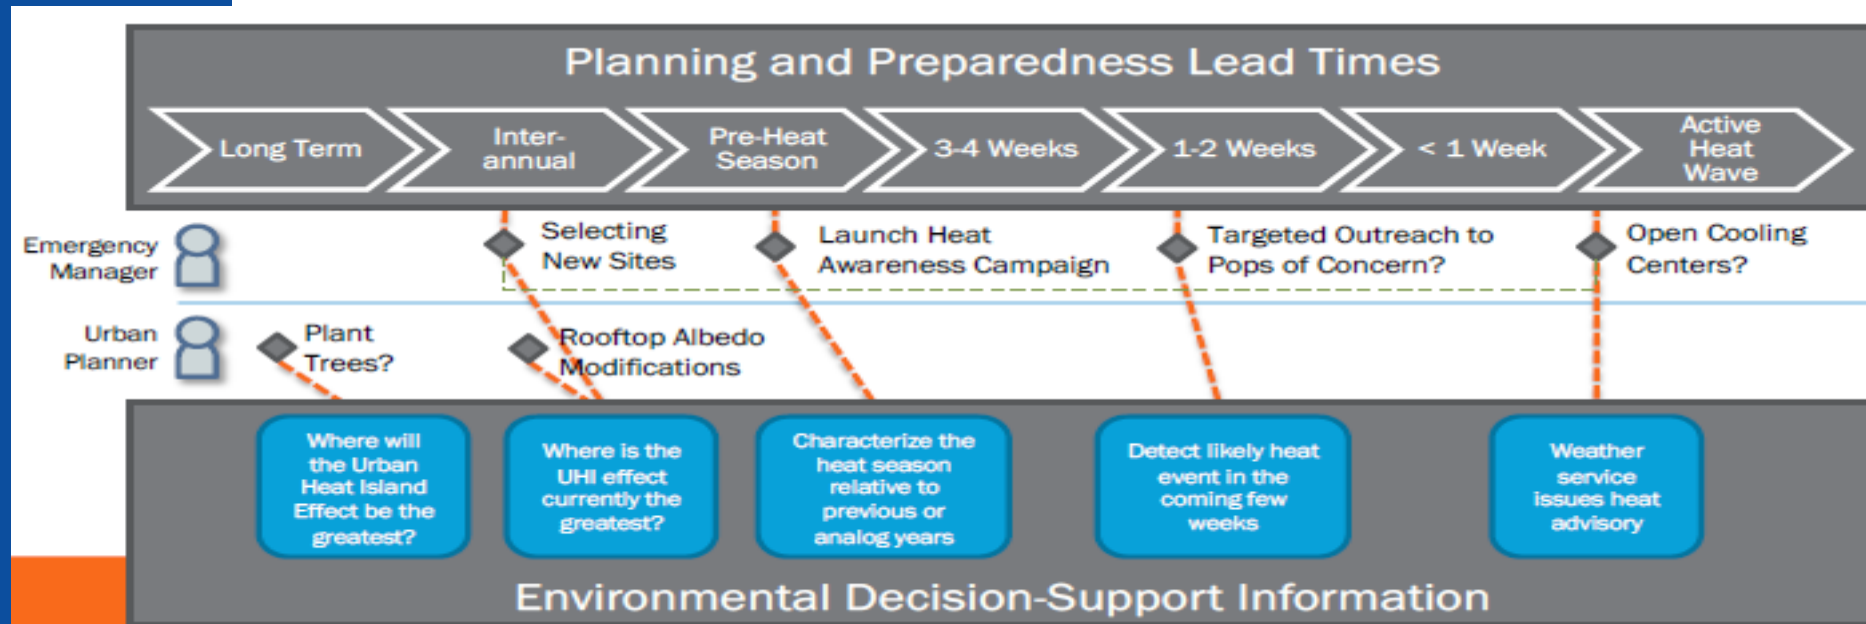 Planning and Preparedness Lead Times
Long Term
Inter-
annual
Pre-Heat
Season
3-4 Weeks
1-2 Weeks
< 1 Week
Active
Heat
Wave
Emergency
Manager
Selecting
New Sites
Launch Heat
Awareness Campaign
Targeted Outreach to
Pops of Concern?
Open Cooling
Centers?
Urban
Planner
Plant
Trees?
Rooftop Albedo
Modifications
Where will
the Urban
Heat Island
Effect be the
greatest?
Where is the
UHI effect
currently the
greatest?
Characterize the
heat season
relative to
previous or
analog years
Detect likely heat
event in the
coming few
weeks
Weather
service
issues heat
advisory
Environmental Decision-Support Information